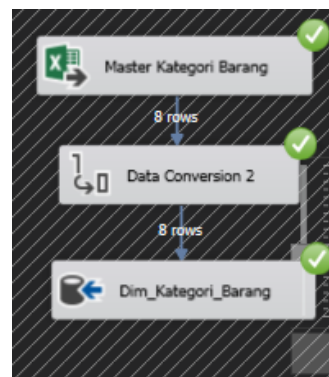 Master Kategori Barang
8 rows
Data Conversion 2
8 rows
Dim_Kategori_Barang